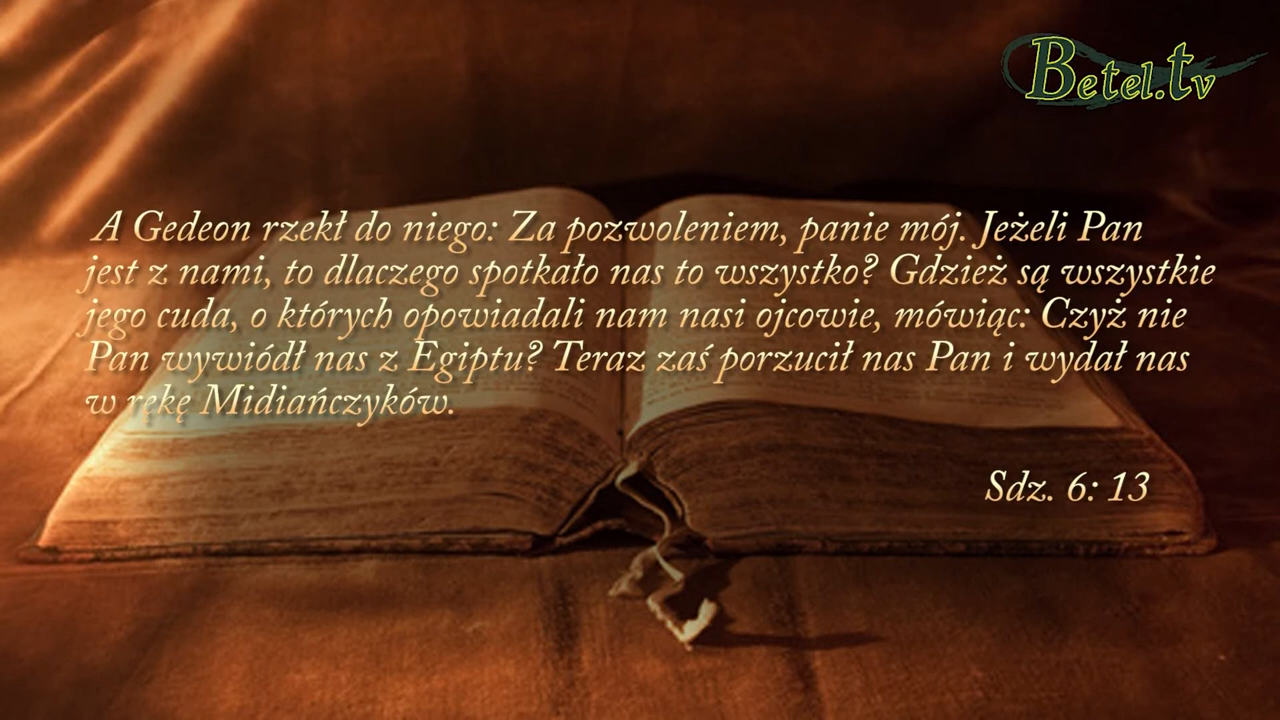 Betel.tv
A Gedeon rzekł do niego: Za pozwoleniem, panie mój. Jeżeli Pan
jest z nami, to dlaczego spotkało nas to wszystko? Gdzież są wszystkie
jego cuda, o których opowiadali nam nasi ojcowie, mówiąc: Czyż nie
Pan wywiódł nas z Egiptu? Teraz zaś porzucił nas Pan i wydał nas
w rękę Midiańczyków.
Sdz. 6: 13